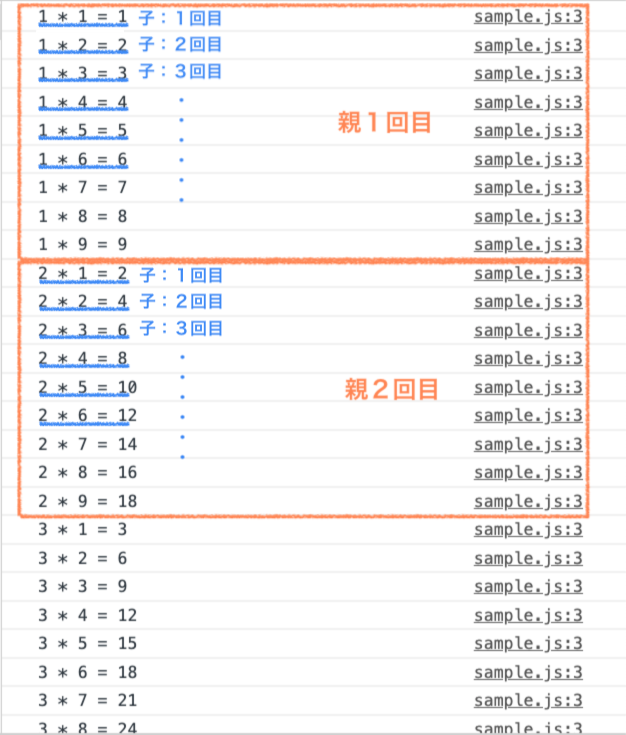 1 * 1 = 1 子：１回目 sample.js:3
1 * 2 = 2 子：２回目 sample.js:3
1 * 3 = 3 子：３回目 sample.js:3
1 * 4 = 4 sample.js:3
親１回目
1 * 5 = 5 sample.js:3
1 * 6 = 6 sample.js:3
1 * 7 = 7 sample.js:3
1 * 8 = 8 sample.js:3
1 * 9 = 9 sample.js:3
2 * 1 = 2 子：１回目 sample.js:3
2 * 2 = 4 子：２回目 sample.js:3
2 * 3 = 6 子：３回目 sample.js:3
2 * 4 = 8 sample.js:3
2 * 5 = 10 親２回目 sample.js:3
2 * 6 = 12 sample.js:3
2 * 7 = 14 sample.js:3
2 * 8 = 16 sample.js:3
2 * 9 = 18 sample.js:3
3 * 1 = 3 sample.js:3
3 * 2 = 6 sample.js:3
3 * 3 = 9 sample.js:3
3 * 4 = 12 sample.js:3
3 * 5 = 15 sample.js:3
3 * 6 = 18 sample.js:3
3 * 7 = 21 sample.js:3
3 * 8 = 24 sample.js:3